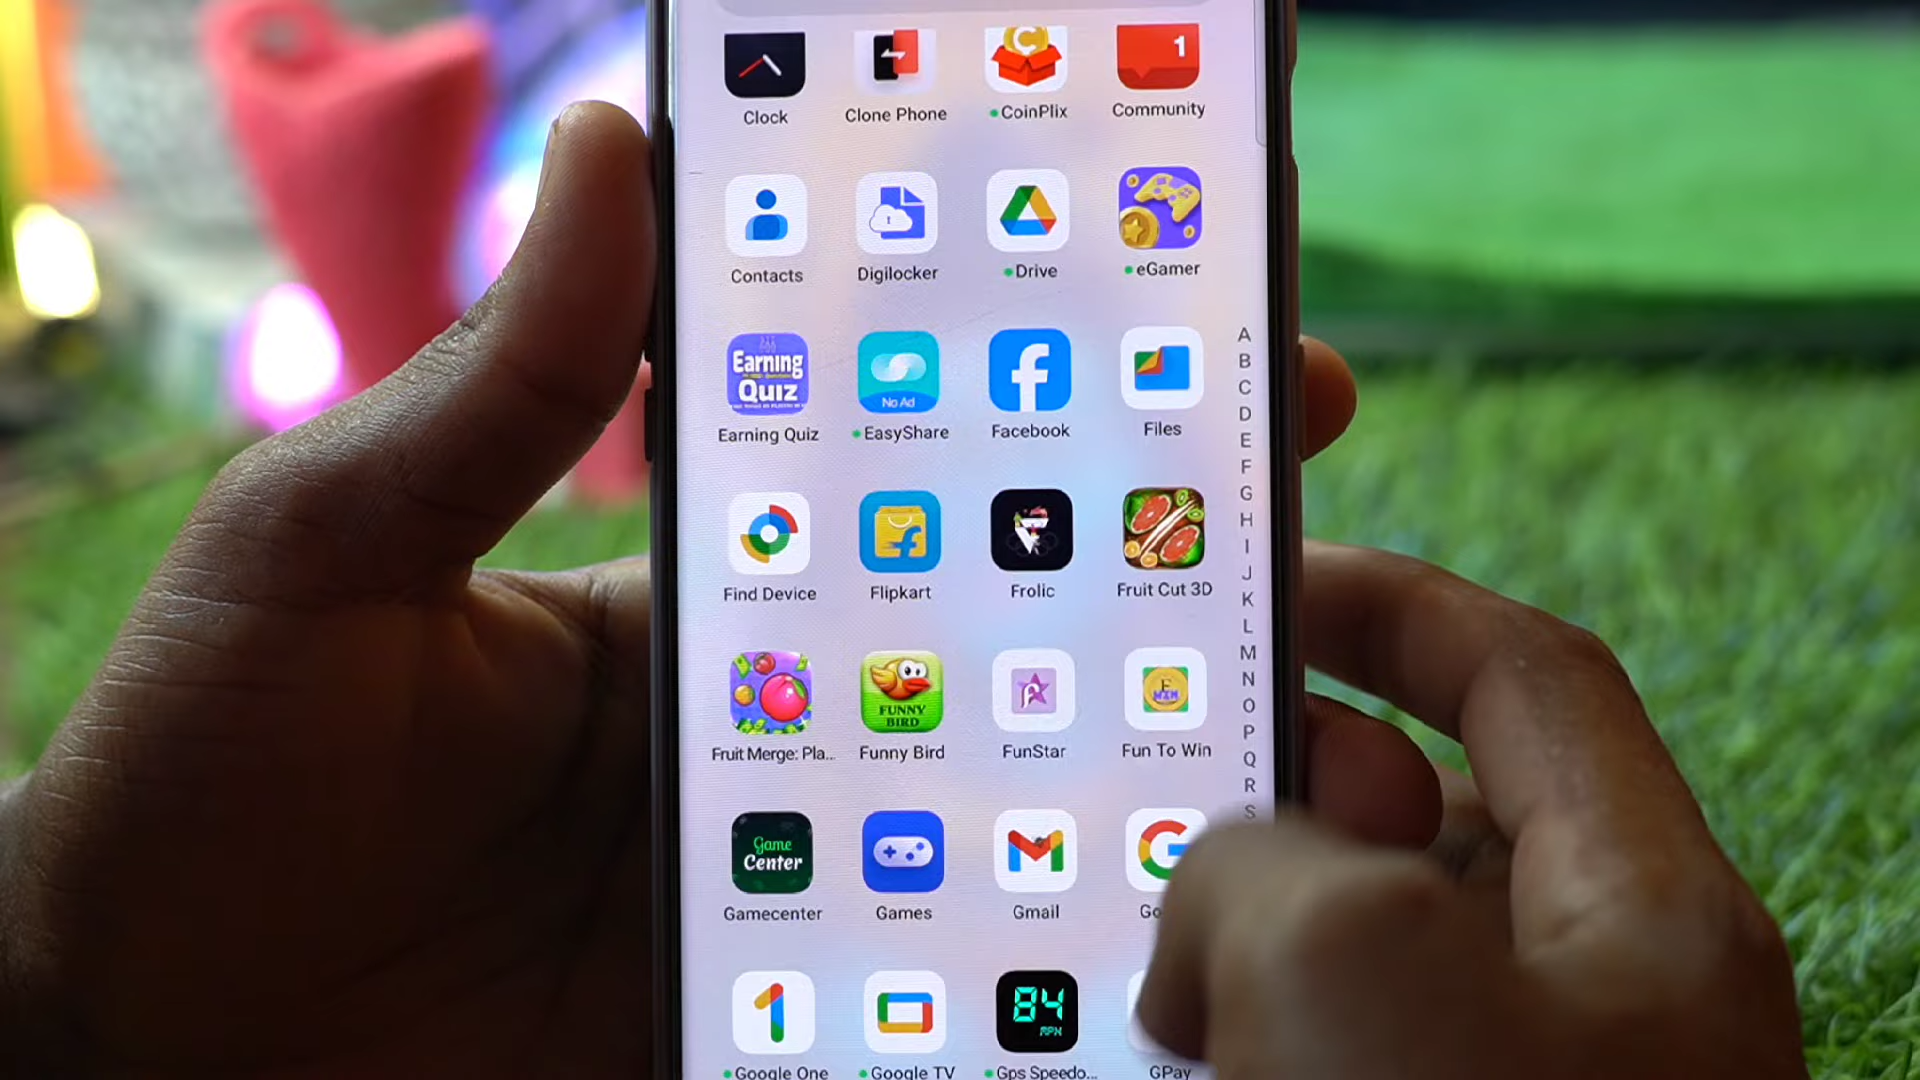 1
Clock
Clone Phone
CoinPlix
Community
Contacts
Digilocker
Drive
eGamer
Earning
Quiz
No Ad
Earning Quiz
EasyShare
Facebook
Files
Find Device
Flipkart
Frolic
Fruit Cut 3D
FUNNY
BIRD
Fruit Merge: Pla...
Funny Bird
FunStar
Fun To Win
Game
Center
Gamecenter
Games
Gmail
Go
1
84
Google One
Google TV
Gps Speedo...
GPay
A
B
C
D
E
F
G
H
I
J
K
L
M
N
O
P
Q
R
S